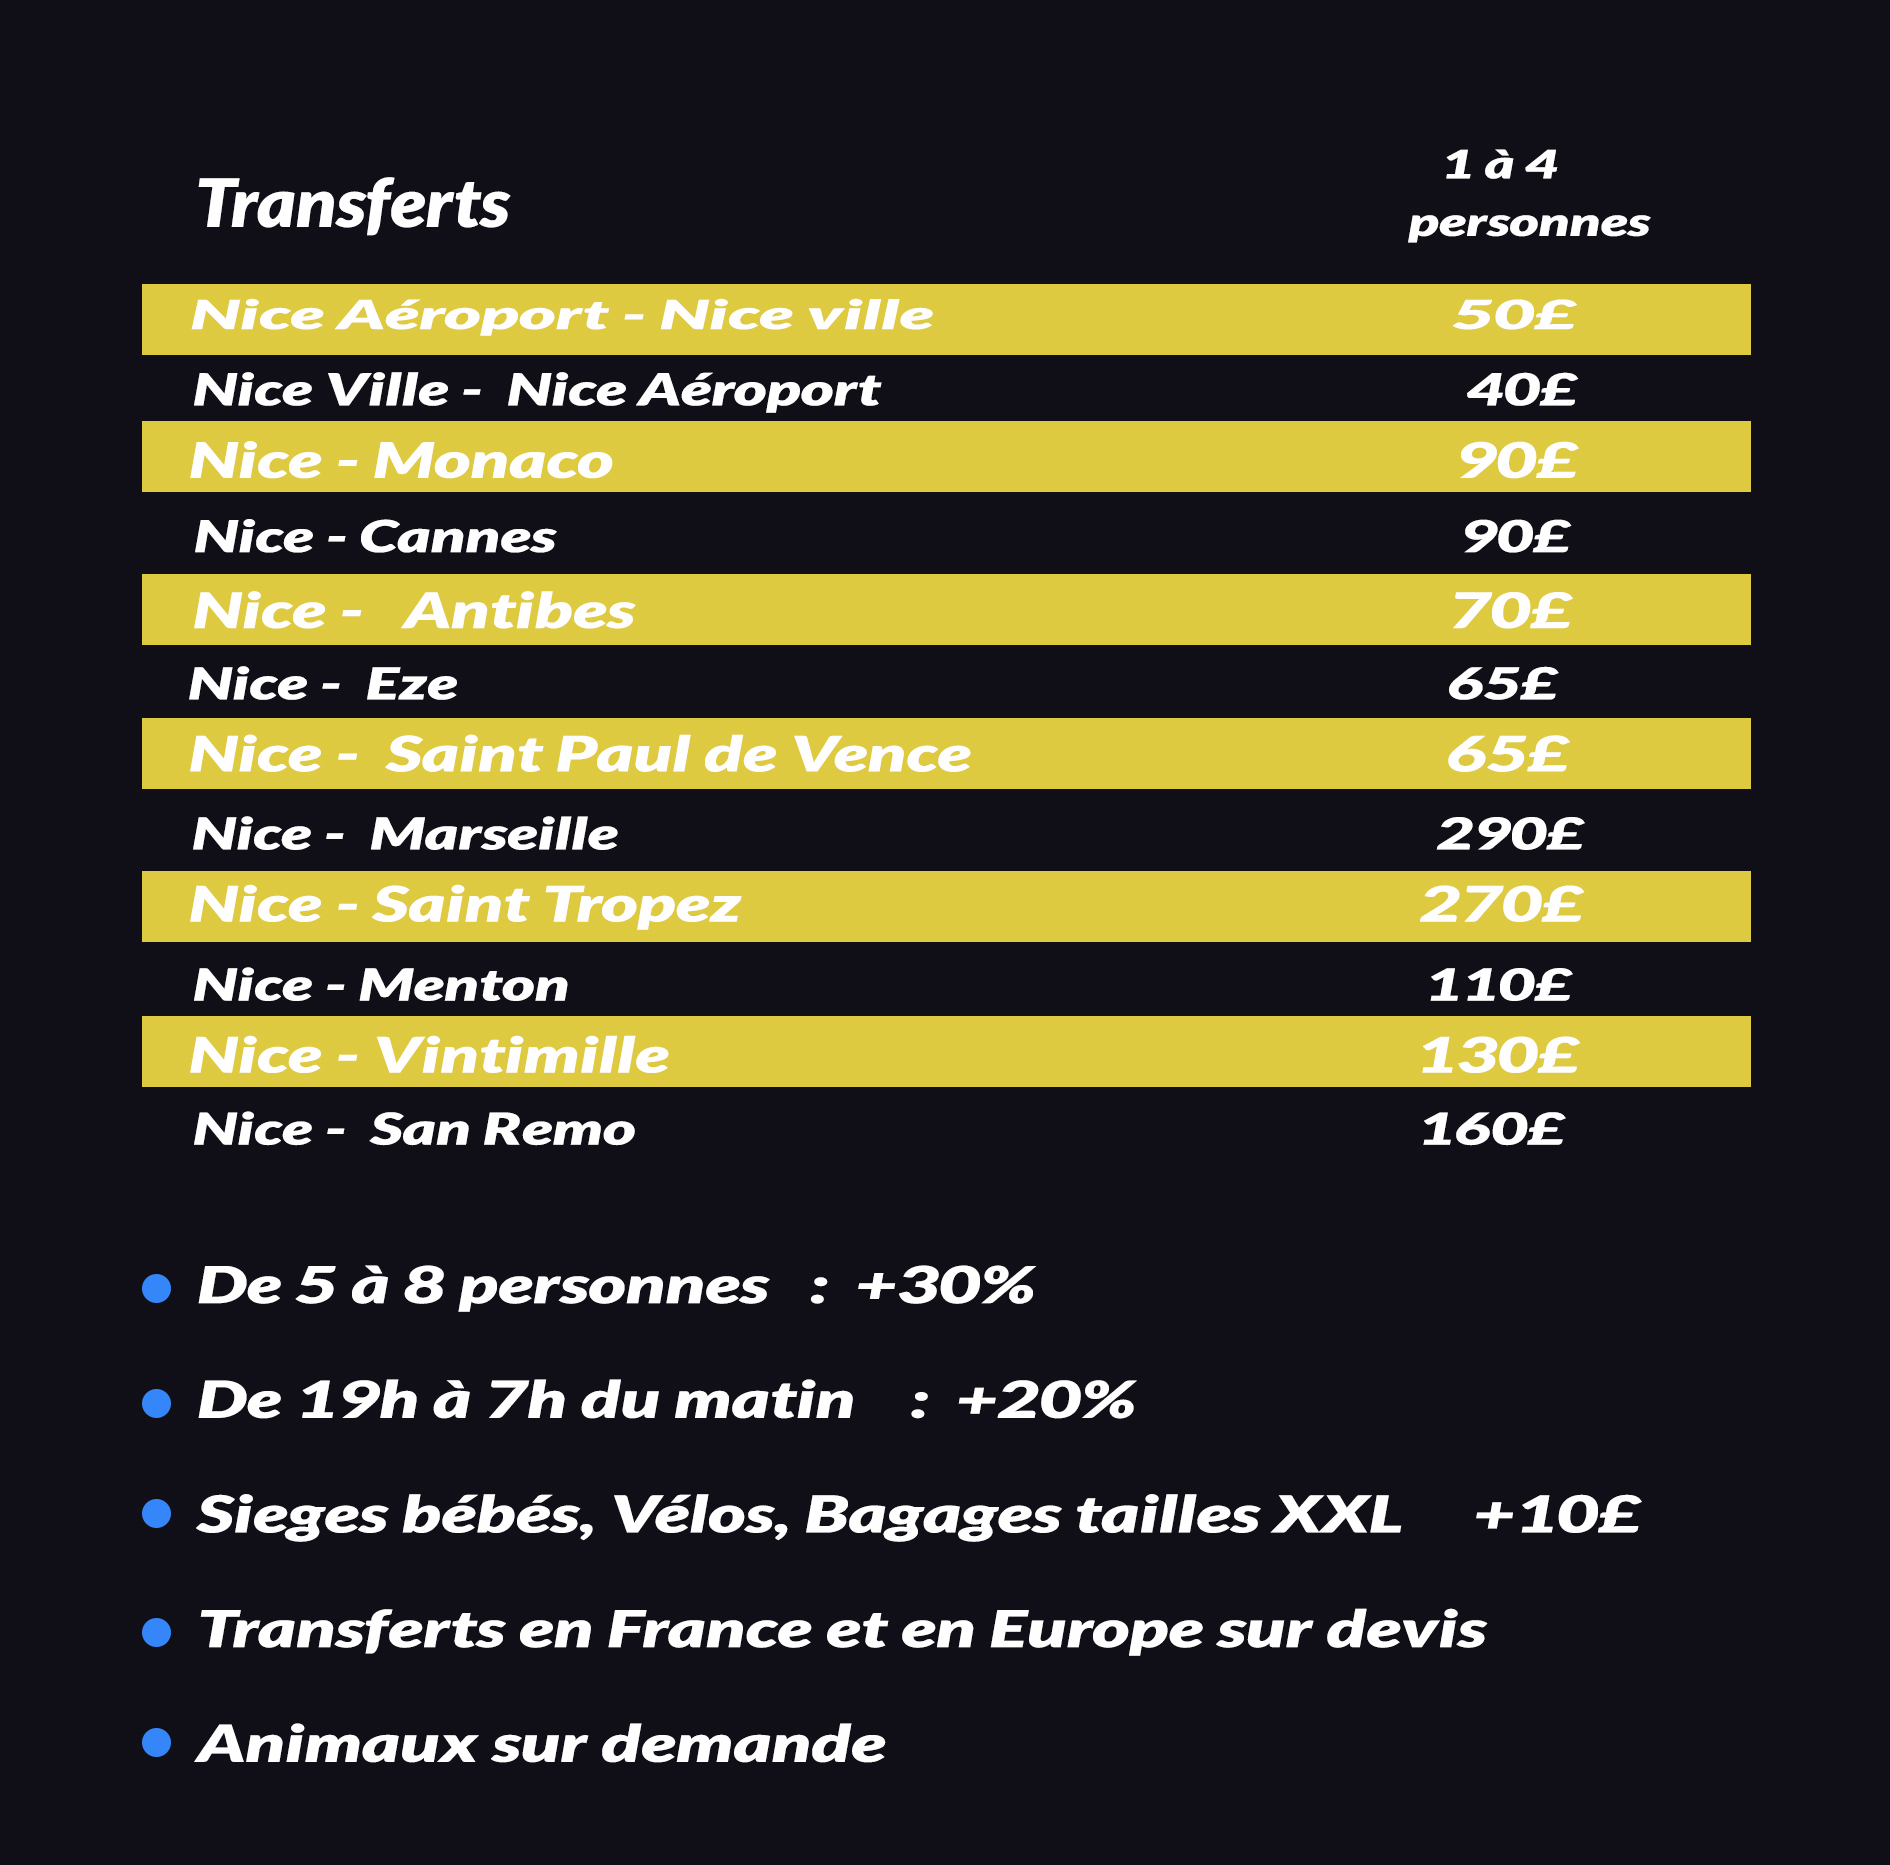 Transferts
1 à 4
personnes
Nice Aéroport - Nice ville 50£
Nice Ville - Nice Aéroport 40£
Nice - Monaco 90£
Nice - Cannes 90£
Nice - Antibes 70£
Nice - Eze 65£
Nice - Saint Paul de Vence 65£
Nice - Marseille 290£
Nice - Saint Tropez 270£
Nice - Menton 110£
Nice - Vintimille 130£
Nice - San Remo 160£
De 5 à 8 personnes : +30%
De 19h à 7h du matin : +20%
Sieges bébés, Vélos, Bagages tailles XXL +10£
Transferts en France et en Europe sur devis
Animaux sur demande